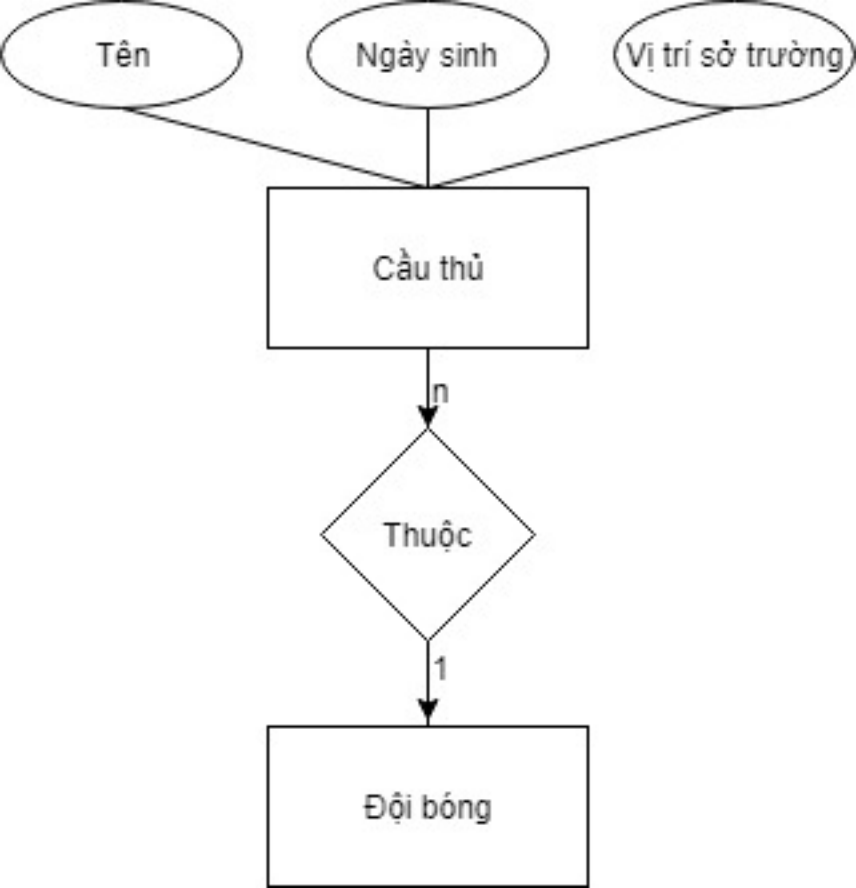 Tên
Ngày sinh
Vị trí sở trường
Cầu thủ
n
Thuộc
1
Đội bóng